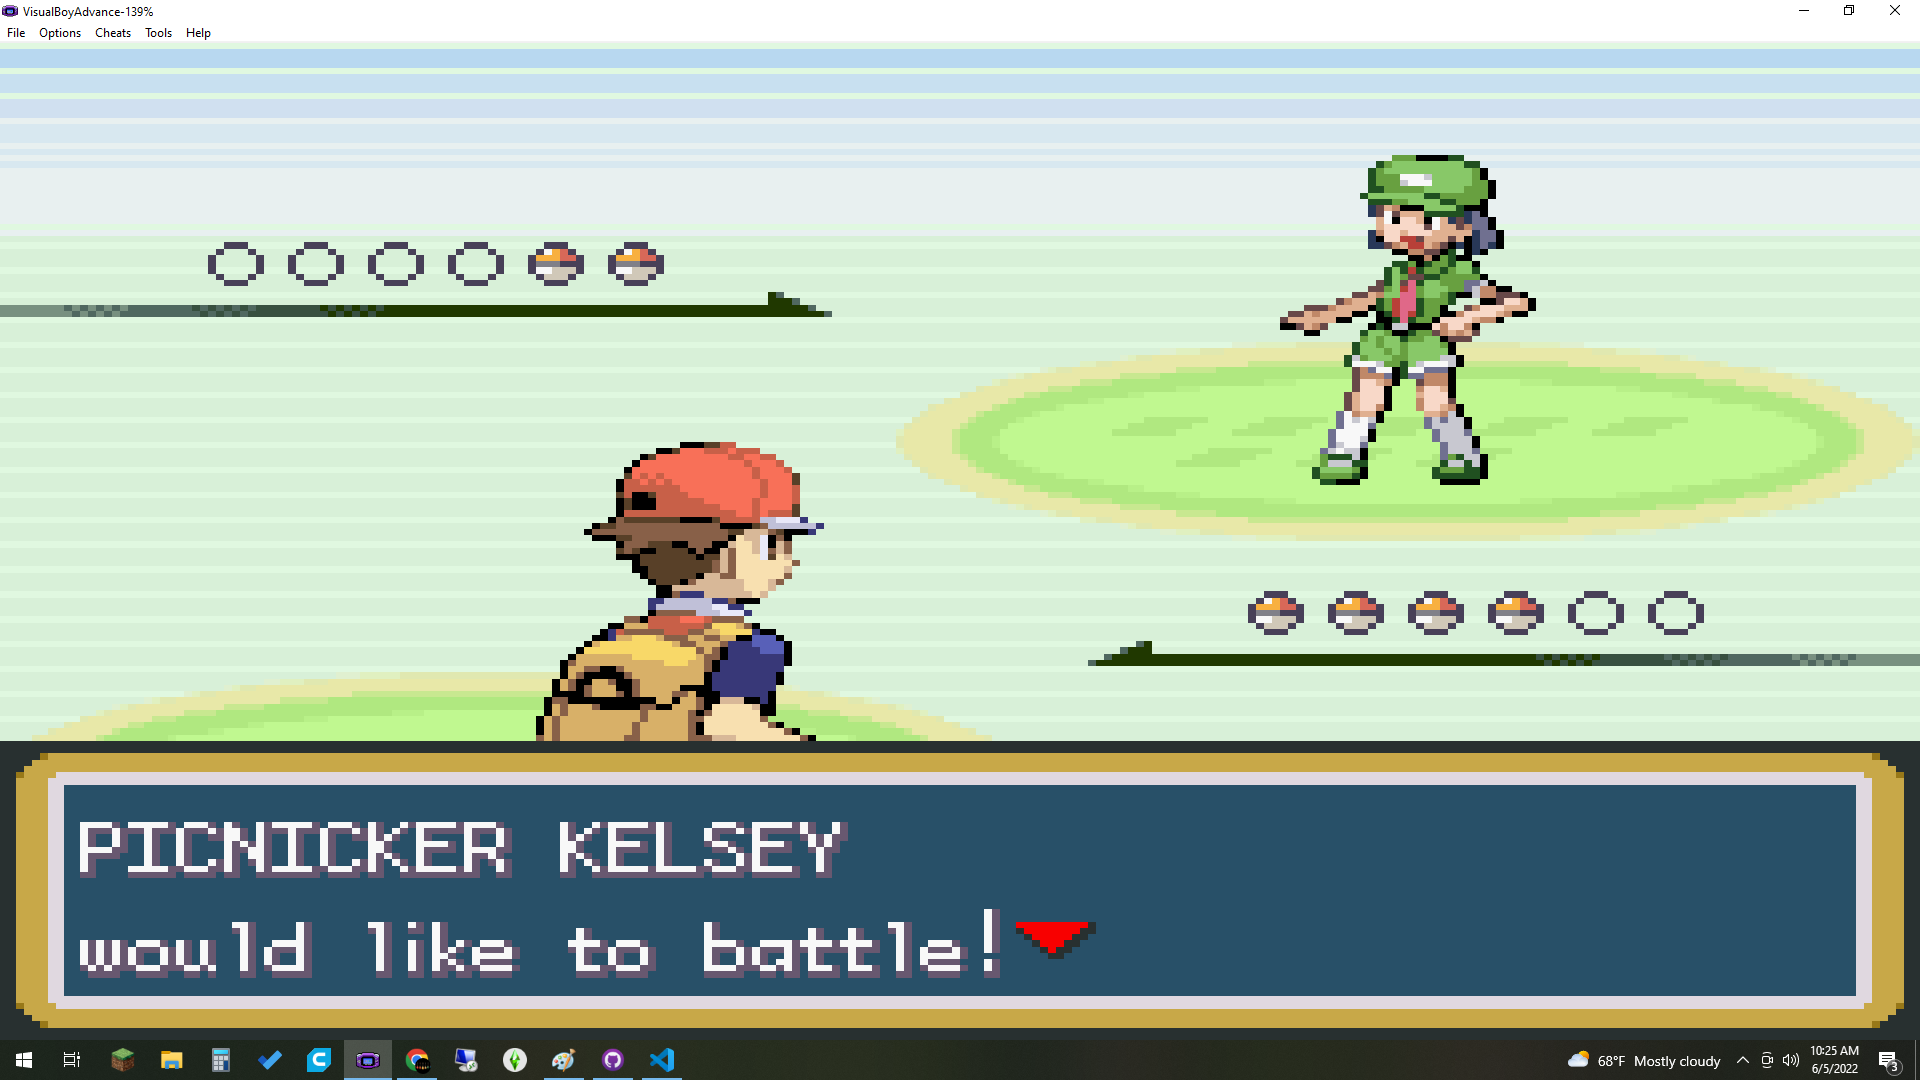 VisualBoyAdvance-139%
File Options Cheats Tools Help
PICNICKER KELSEY
would like to battle!
68°F Mostly cloudy
10:25 AM
6/5/2022
3